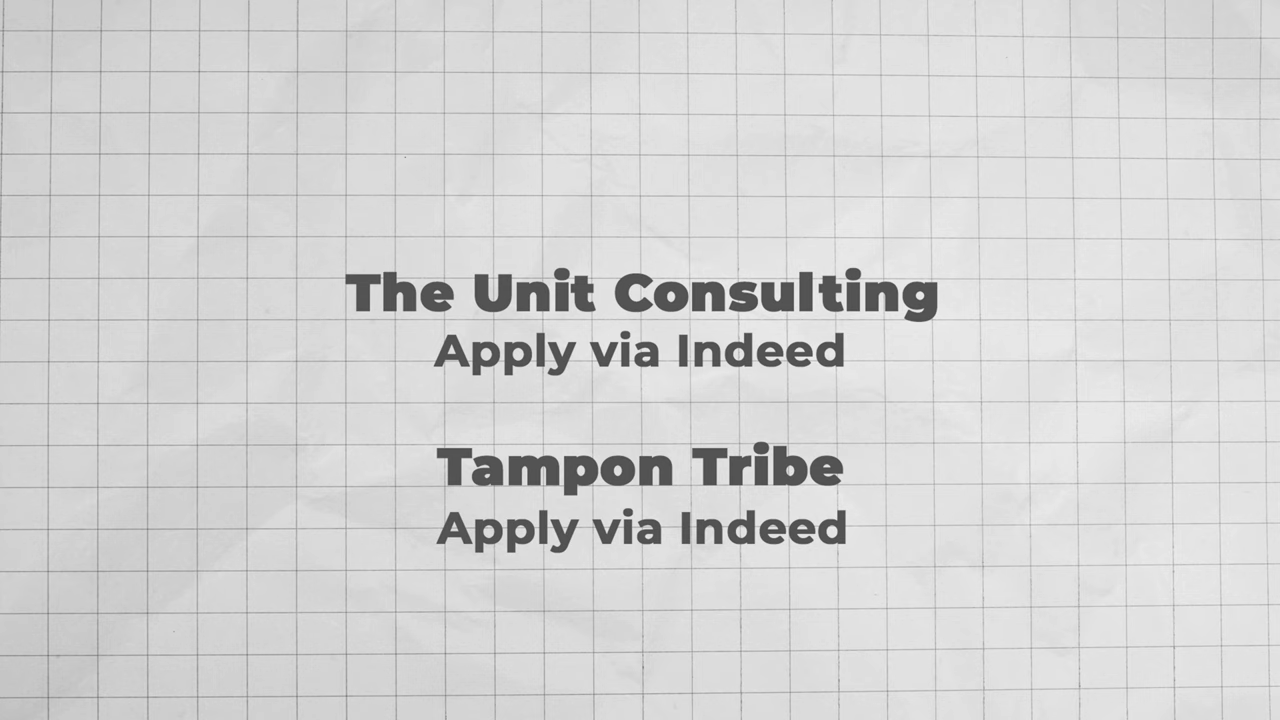 The Unit Consulting
Apply via Indeed
Tampon Tribe
Apply via Indeed